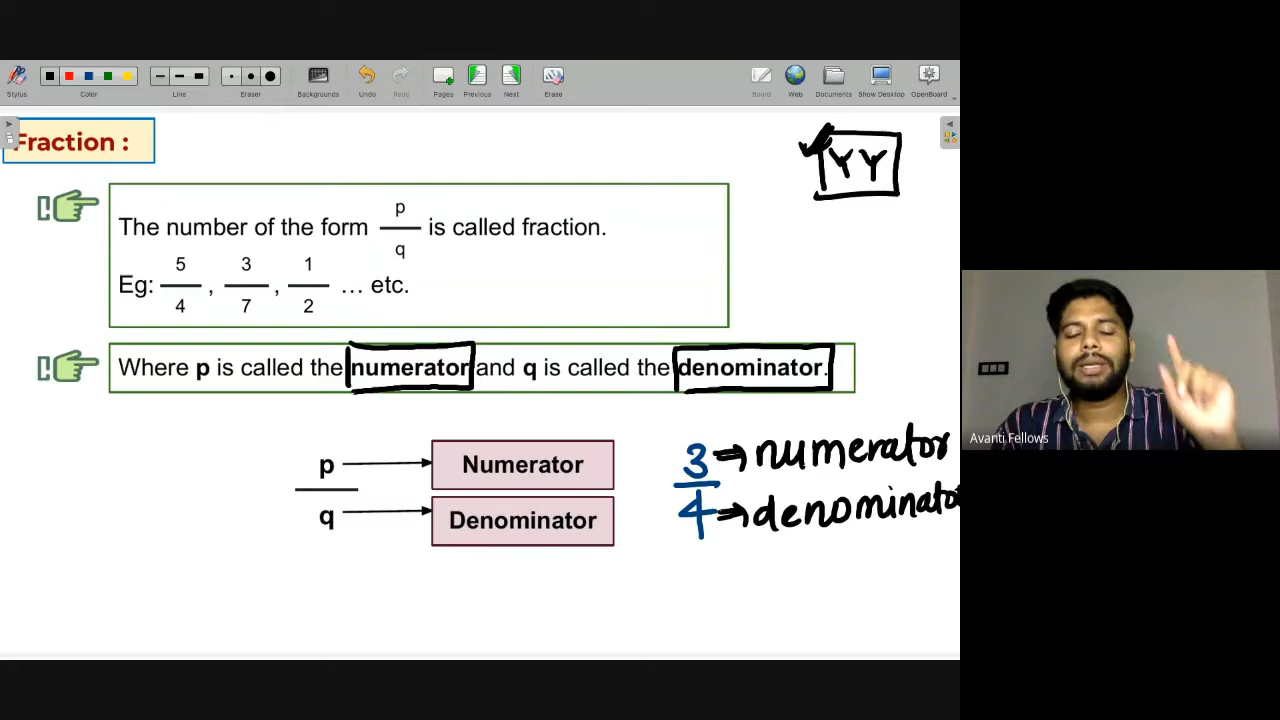 Stylus Color Line Eraser Backgrounds Undo Redo Pages Previous Next Erase Board Web Documents Show Desktop OpenBoard
Fraction :
YY
The number of the form p/q is called fraction.
Eg: 5/4 , 3/7 , 1/2 … etc.
Where p is called the numerator and q is called the denominator.
p Numerator
q Denominator
3 ⇒ numerator
4 ⇒ denominator
Avanti Fellows